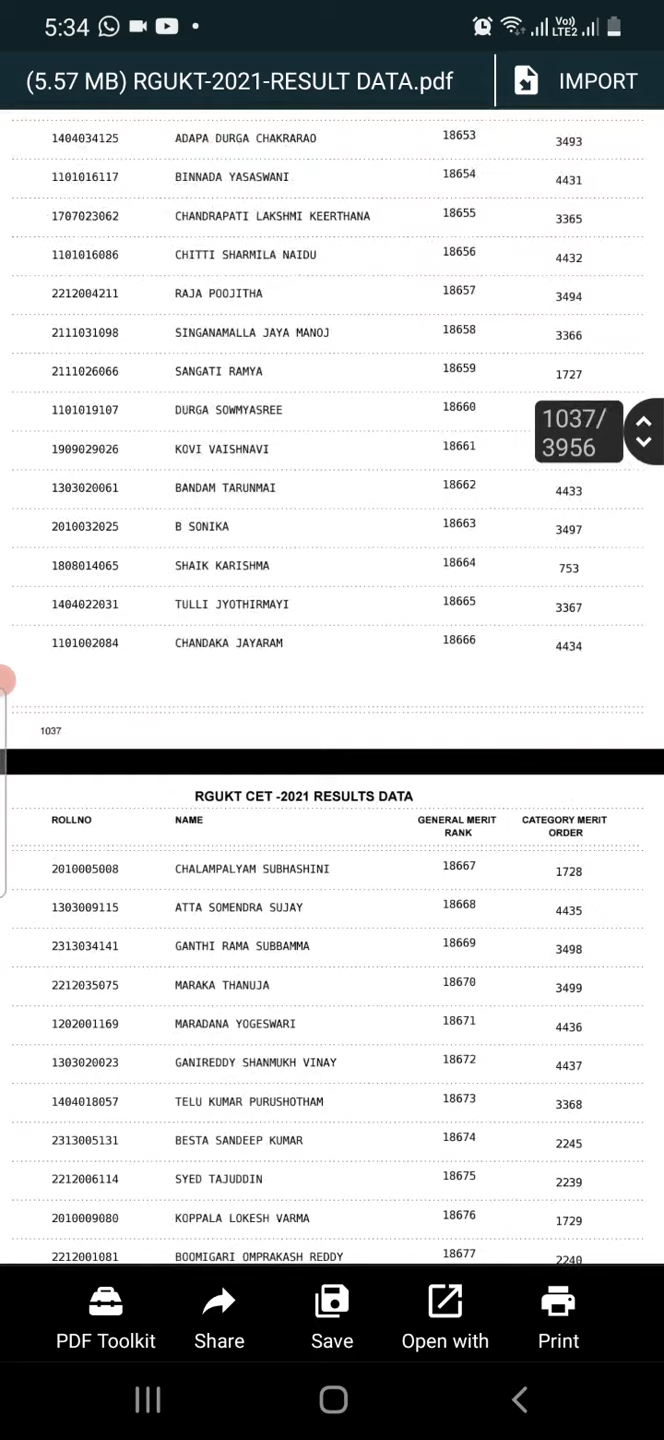 5:34
Vo))
LTE2
(5.57 MB) RGUKT-2021-RESULT DATA.pdf IMPORT
1404034125 ADAPA DURGA CHAKRARAO 18653 3493
1101016117 BINNADA YASASWANI 18654 4431
1707023062 CHANDRAPATI LAKSHMI KEERTHANA 18655 3365
1101016086 CHITTI SHARMILA NAIDU 18656 4432
2212004211 RAJA POOJITHA 18657 3494
2111031098 SINGANAMALLA JAYA MANOJ 18658 3366
2111026066 SANGATI RAMYA 18659 1727
1101019107 DURGA SOWMYASREE 18660
1037/
3956
1909029026 KOVI VAISHNAVI 18661
1303020061 BANDAM TARUNMAI 18662 4433
2010032025 B SONIKA 18663 3497
1808014065 SHAIK KARISHMA 18664 753
1404022031 TULLI JYOTHIRMAYI 18665 3367
1101002084 CHANDAKA JAYARAM 18666 4434
1037
RGUKT CET -2021 RESULTS DATA
ROLLNO NAME GENERAL MERIT CATEGORY MERIT
RANK ORDER
2010005008 CHALAMPALYAM SUBHASHINI 18667 1728
1303009115 ATTA SOMENDRA SUJAY 18668 4435
2313034141 GANTHI RAMA SUBBAMMA 18669 3498
2212035075 MARAKA THANUJA 18670 3499
1202001169 MARADANA YOGESWARI 18671 4436
1303020023 GANIREDDY SHANMUKH VINAY 18672 4437
1404018057 TELU KUMAR PURUSHOTHAM 18673 3368
2313005131 BESTA SANDEEP KUMAR 18674 2245
2212006114 SYED TAJUDDIN 18675 2239
2010009080 KOPPALA LOKESH VARMA 18676 1729
2212001081 BOOMIGARI OMPRAKASH REDDY 18677 2240
PDF Toolkit Share Save Open with Print